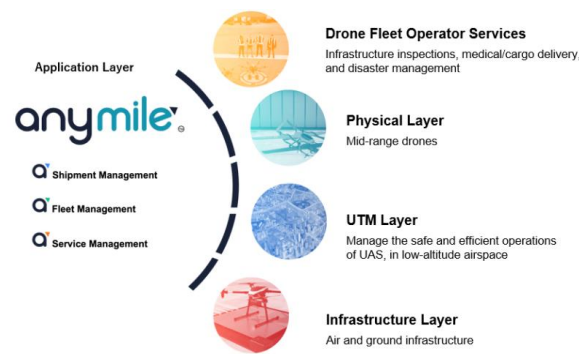 Application Layer
anymile
Shipment Management
Fleet Management
Service Management
Drone Fleet Operator Services
Infrastructure inspections, medical/cargo delivery,
and disaster management
Physical Layer
Mid-range drones
UTM Layer
Manage the safe and efficient operations
of UAS, in low-altitude airspace
Infrastructure Layer
Air and ground infrastructure